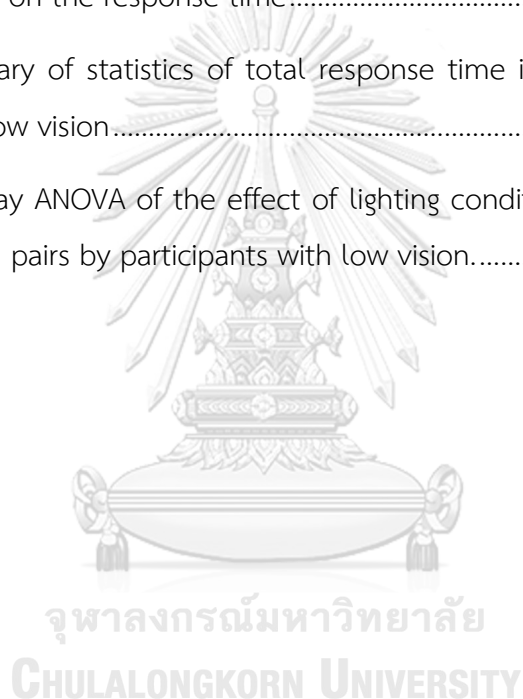 on the response time
ary of statistics of total response time i
ow vision
ay ANOVA of the effect of lighting condi
pairs by participants with low vision.
จุฬาลงกรณ์มหาวิทยาลัย
CHULALONGKORN UNIVERSITY